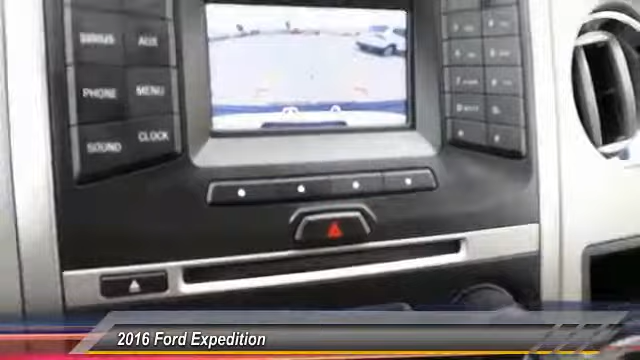 SIRIUS AUX
PHONE MENU
SOUND CLOCK
2016 Ford Expedition